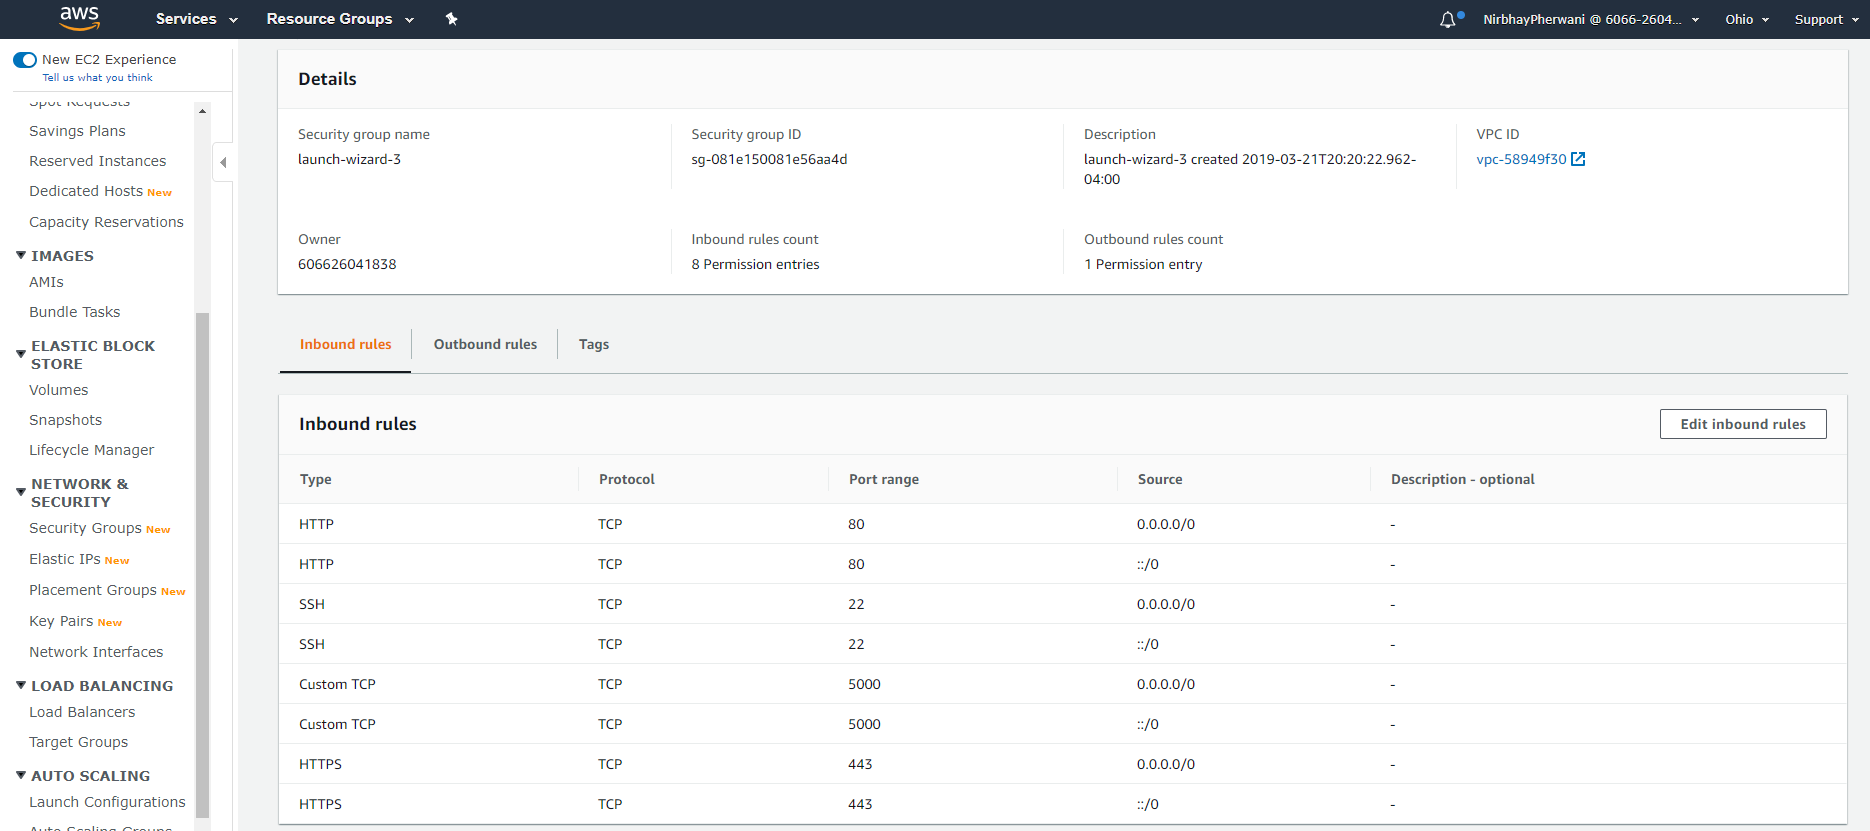 aws Services Resource Groups NirbhayPherwani @ 6066-2604... Ohio Support
New EC2 Experience
Tell us what you think
Spot Requests
Savings Plans
Reserved Instances
Dedicated Hosts New
Capacity Reservations
IMAGES
AMIs
Bundle Tasks
ELASTIC BLOCK
STORE
Volumes
Snapshots
Lifecycle Manager
NETWORK &
SECURITY
Security Groups New
Elastic IPs New
Placement Groups New
Key Pairs New
Network Interfaces
LOAD BALANCING
Load Balancers
Target Groups
AUTO SCALING
Launch Configurations
Auto Scaling Groups
Details
Security group name
launch-wizard-3
Security group ID
sg-081e150081e56aa4d
Description
launch-wizard-3 created 2019-03-21T20:20:22.962-
04:00
VPC ID
vpc-58949f30
Owner
606626041838
Inbound rules count
8 Permission entries
Outbound rules count
1 Permission entry
Inbound rules Outbound rules Tags
Inbound rules Edit inbound rules
Type Protocol Port range Source Description - optional
HTTP TCP 80 0.0.0.0/0 -
HTTP TCP 80 ::/0 -
SSH TCP 22 0.0.0.0/0 -
SSH TCP 22 ::/0 -
Custom TCP TCP 5000 0.0.0.0/0 -
Custom TCP TCP 5000 ::/0 -
HTTPS TCP 443 0.0.0.0/0 -
HTTPS TCP 443 ::/0 -